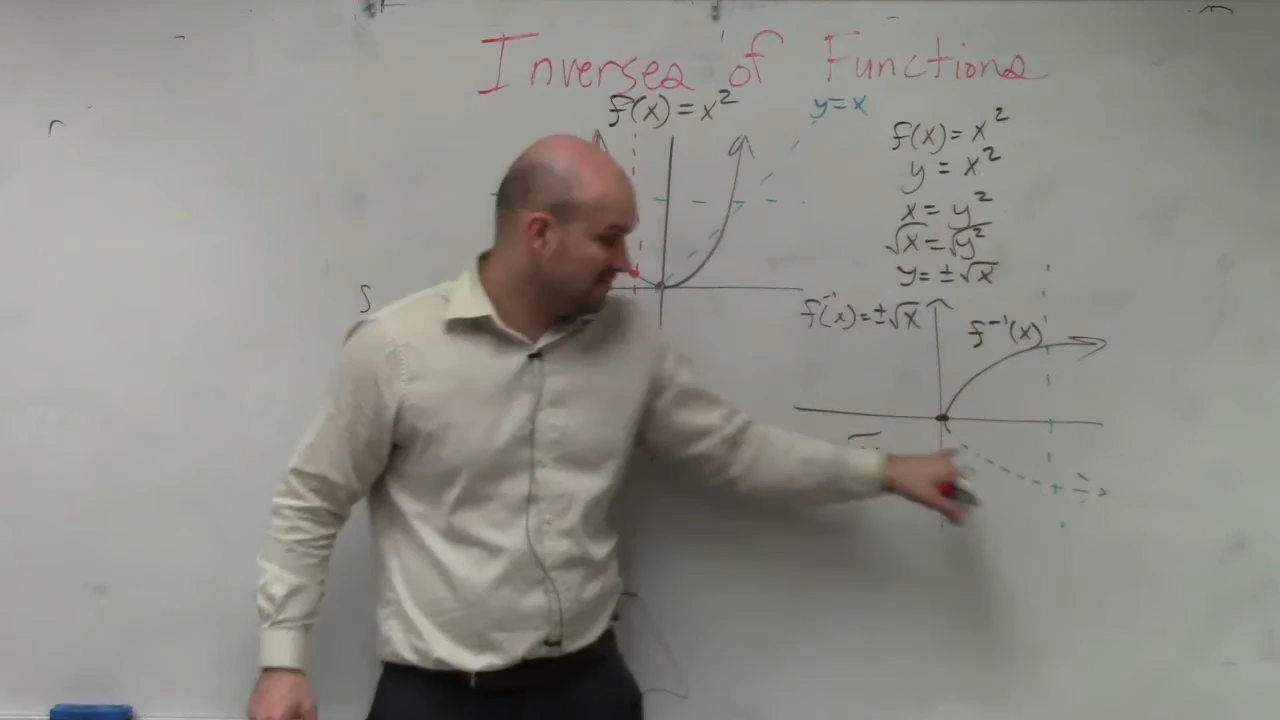 Inverses of Functions
f(x) = x²
y=x
f(x) = x²
y = x²
x = y²
√x = √y²
y = ±√x
f⁻¹(x) = ±√x
f⁻¹(x)